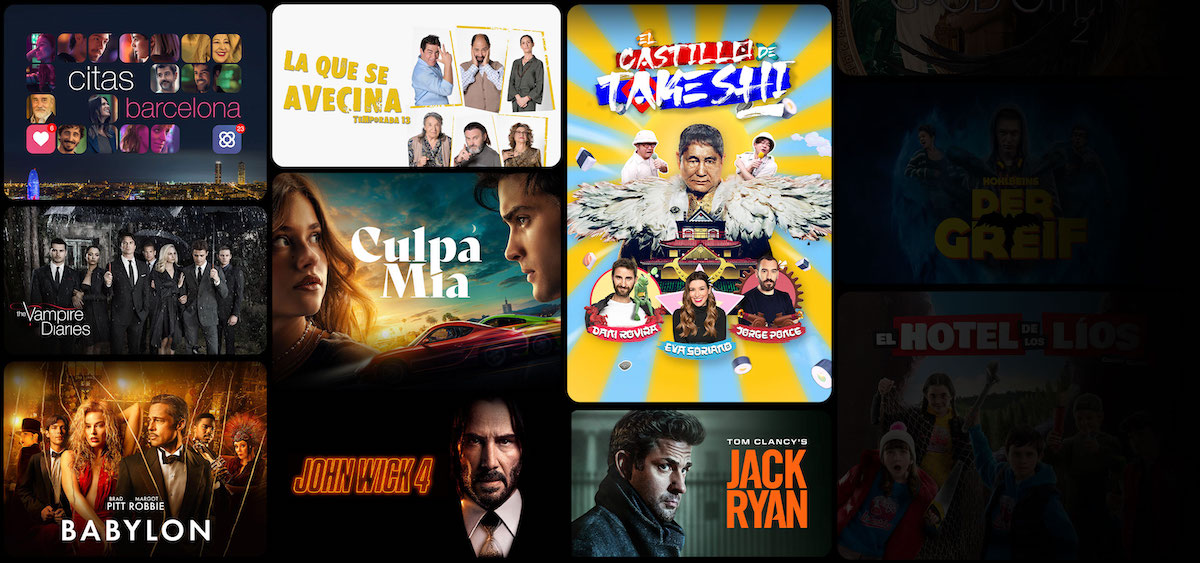 citas
barcelona
6
23
the Vampire
Diaries
BRAD MARGOT
PITT ROBBIE
BABYLON
LA QUE SE
AVECINA
TEMPORADA 13
Culpa
Mía
JOHN WICK 4
EL
CASTILLO DE
TAKESHI
DANI ROVIRA
EVA SORIANO
JORGE PONCE
TOM CLANCY'S
JACK
RYAN
2
HOHLBEINS
DER
GREIF
EL HOTEL DE LOS LÍOS